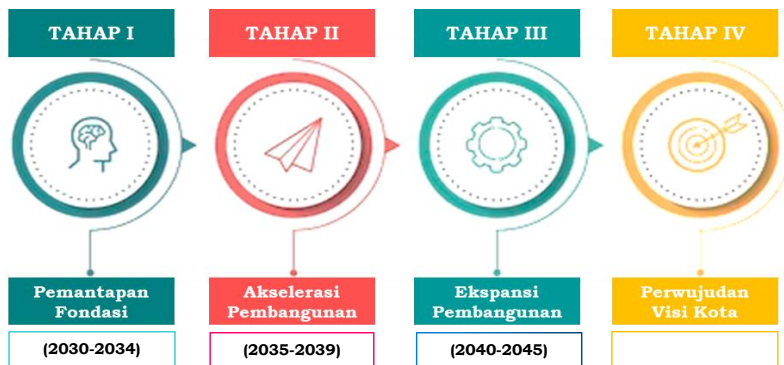 TAHAP I
TAHAP II
TAHAP III
TAHAP IV
Pemantapan
Fondasi
Akselerasi
Pembangunan
Ekspansi
Pembangunan
Perwujudan
Visi Kota
(2030-2034)
(2035-2039)
(2040-2045)